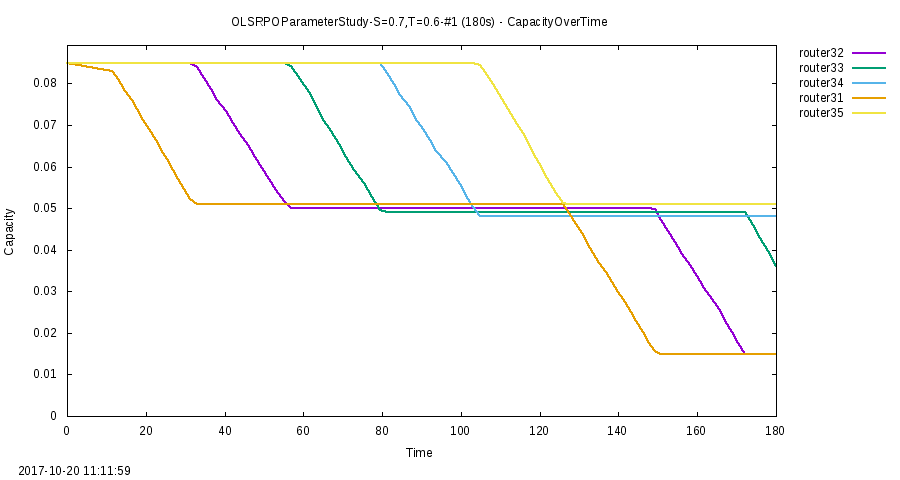 OLSRPOParameterStudy-S=0.7,T=0.6-#1 (180s) - CapacityOverTime
router32
router33
router34
router31
router35
0.08
0.07
0.06
0.05
0.04
0.03
0.02
0.01
0
Capacity
0 20 40 60 80 100 120 140 160 180
Time
2017-10-20 11:11:59